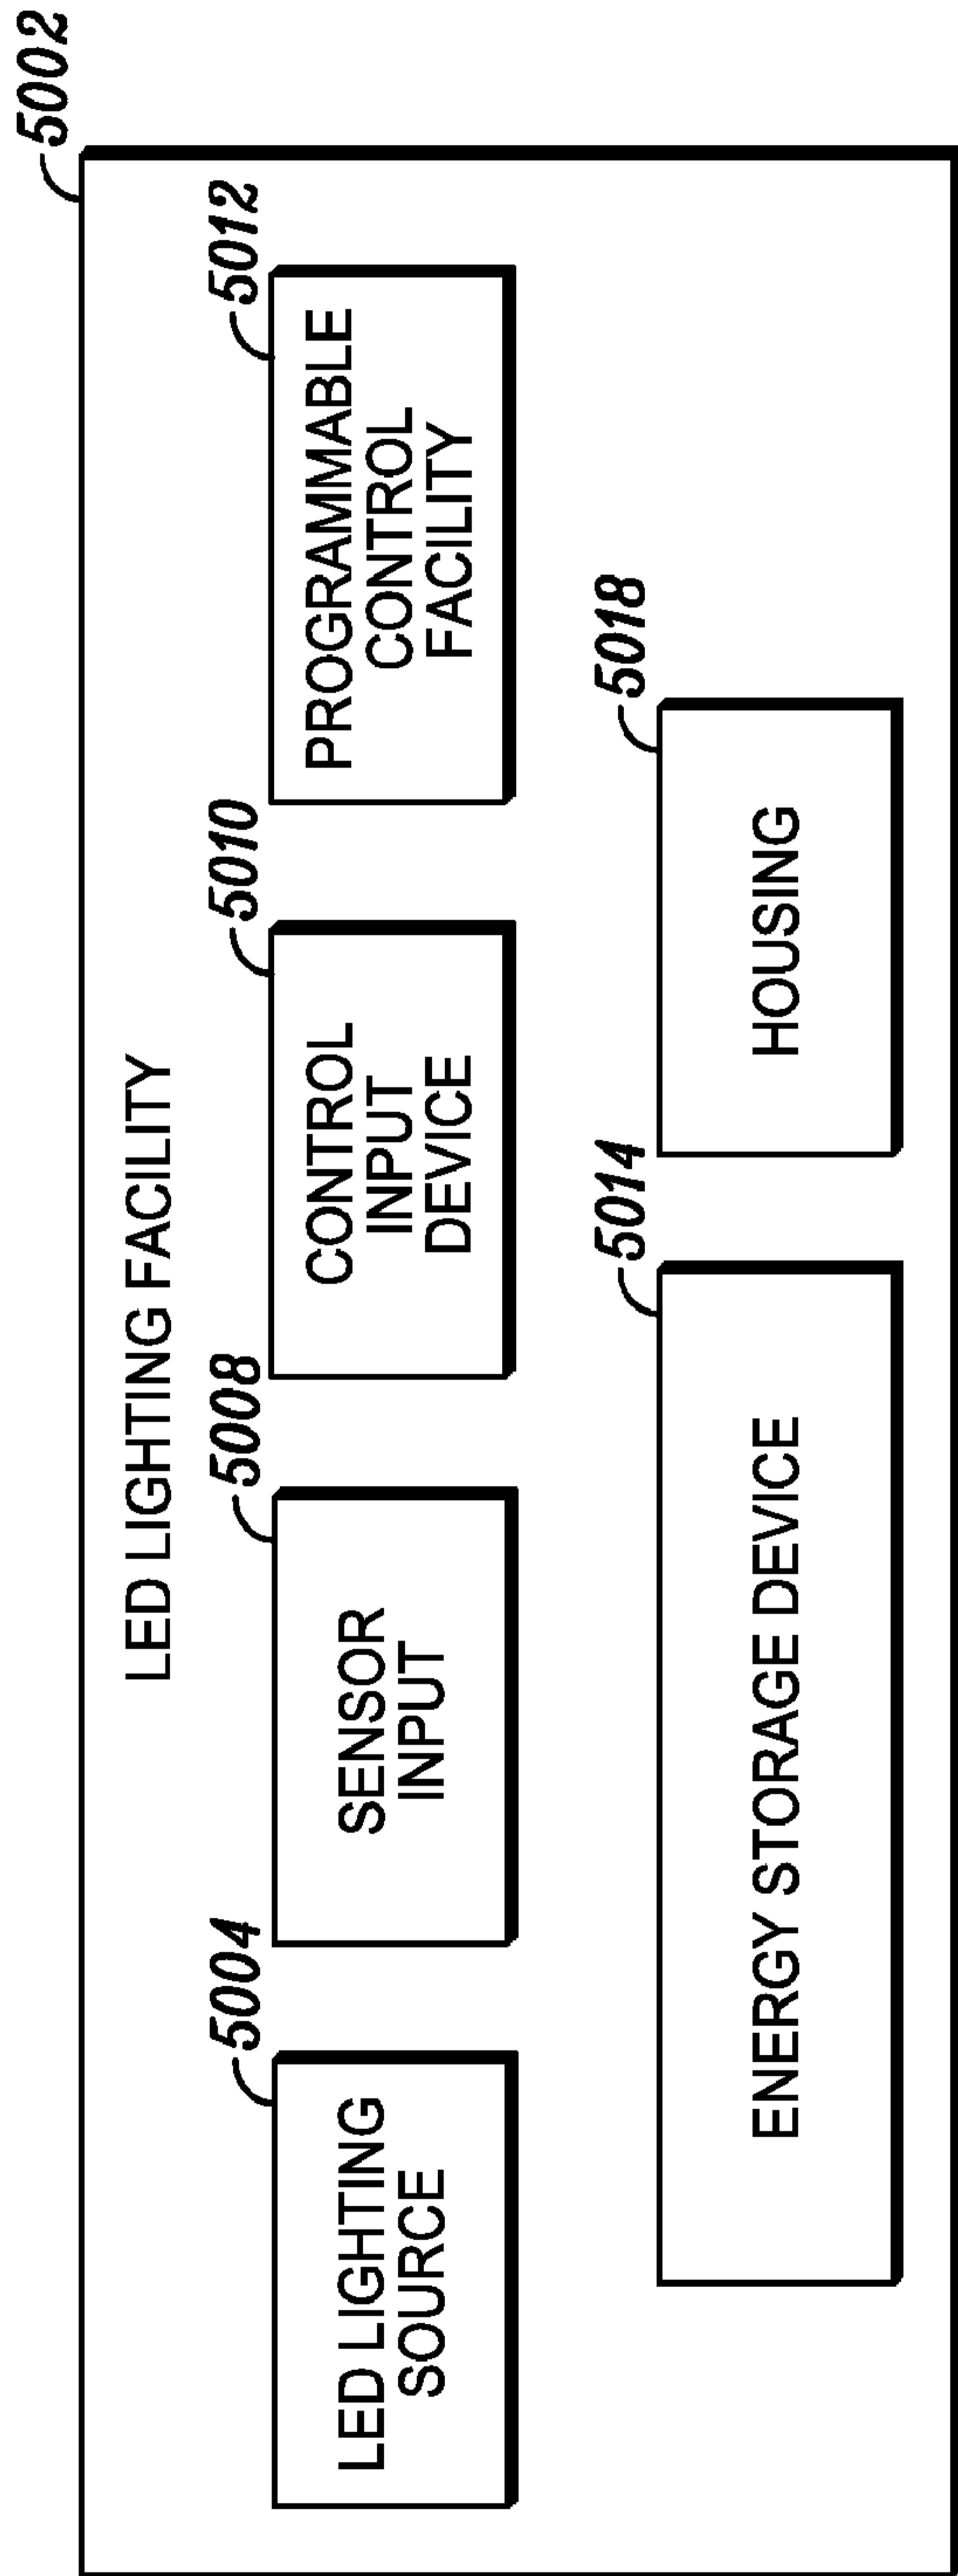 5002
LED LIGHTING FACILITY
5004
LED LIGHTING
SOURCE
5008
SENSOR
INPUT
5010
CONTROL
INPUT
DEVICE
5012
PROGRAMMABLE
CONTROL
FACILITY
5014
ENERGY STORAGE DEVICE
5018
HOUSING